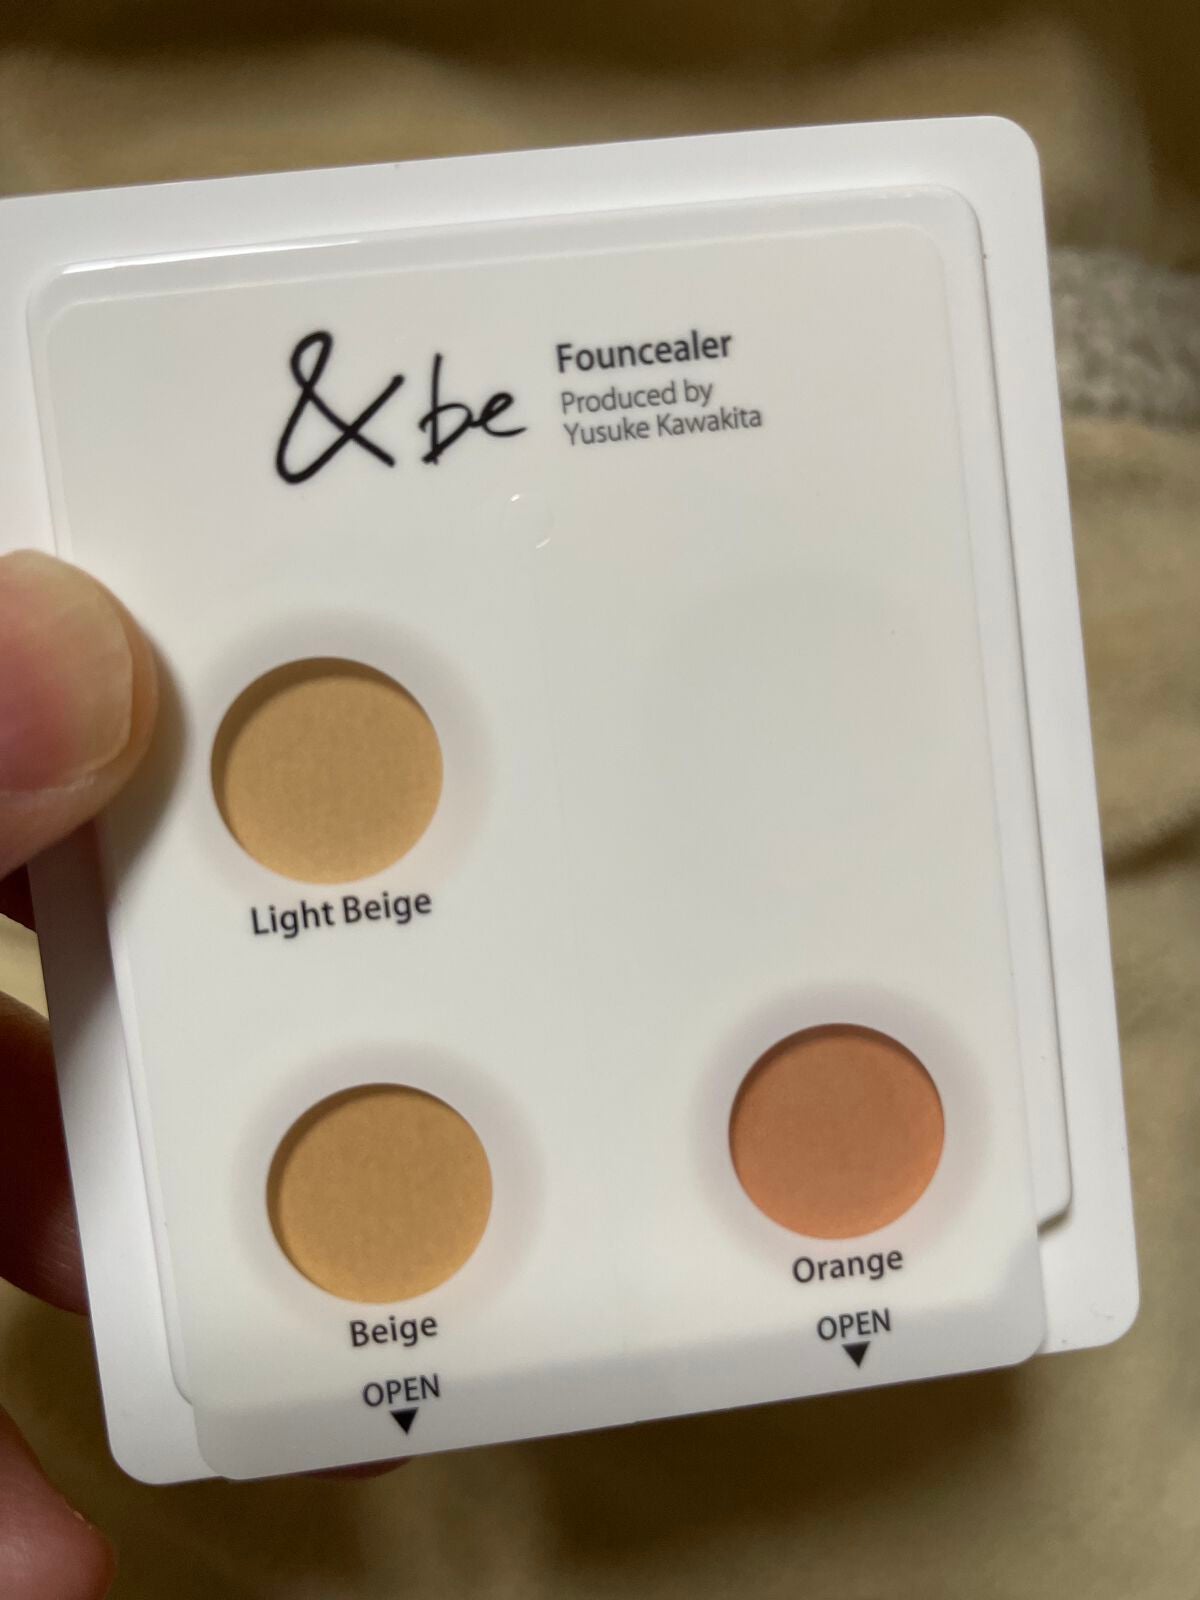 &be
Founcealer
Produced by
Yusuke Kawakita
Light Beige
Beige
OPEN
Orange
OPEN